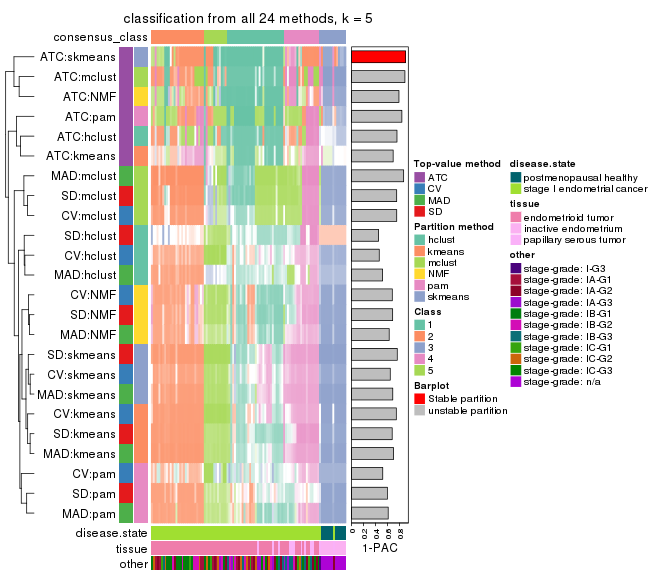 classification from all 24 methods, k = 5
consensus_class
ATC:skmeans
ATC:mclust
ATC:NMF
ATC:pam
ATC:hclust
ATC:kmeans
MAD:mclust
SD:mclust
CV:mclust
SD:hclust
CV:hclust
MAD:hclust
CV:NMF
SD:NMF
MAD:NMF
SD:skmeans
CV:skmeans
MAD:skmeans
CV:kmeans
SD:kmeans
MAD:kmeans
CV:pam
SD:pam
MAD:pam
disease.state
tissue
other
0
0.2
0.4
0.6
0.8
1-PAC
Top-value method
ATC
CV
MAD
SD
Partition method
hclust
kmeans
mclust
NMF
pam
skmeans
Class
1
2
3
4
5
Barplot
Stable partition
unstable partition
disease.state
postmenopausal healthy
stage I endometrial cancer
tissue
endometrioid tumor
inactive endometrium
papillary serous tumor
other
stage-grade: I-G3
stage-grade: IA-G1
stage-grade: IA-G2
stage-grade: IA-G3
stage-grade: IB-G1
stage-grade: IB-G2
stage-grade: IB-G3
stage-grade: IC-G1
stage-grade: IC-G2
stage-grade: IC-G3
stage-grade: n/a